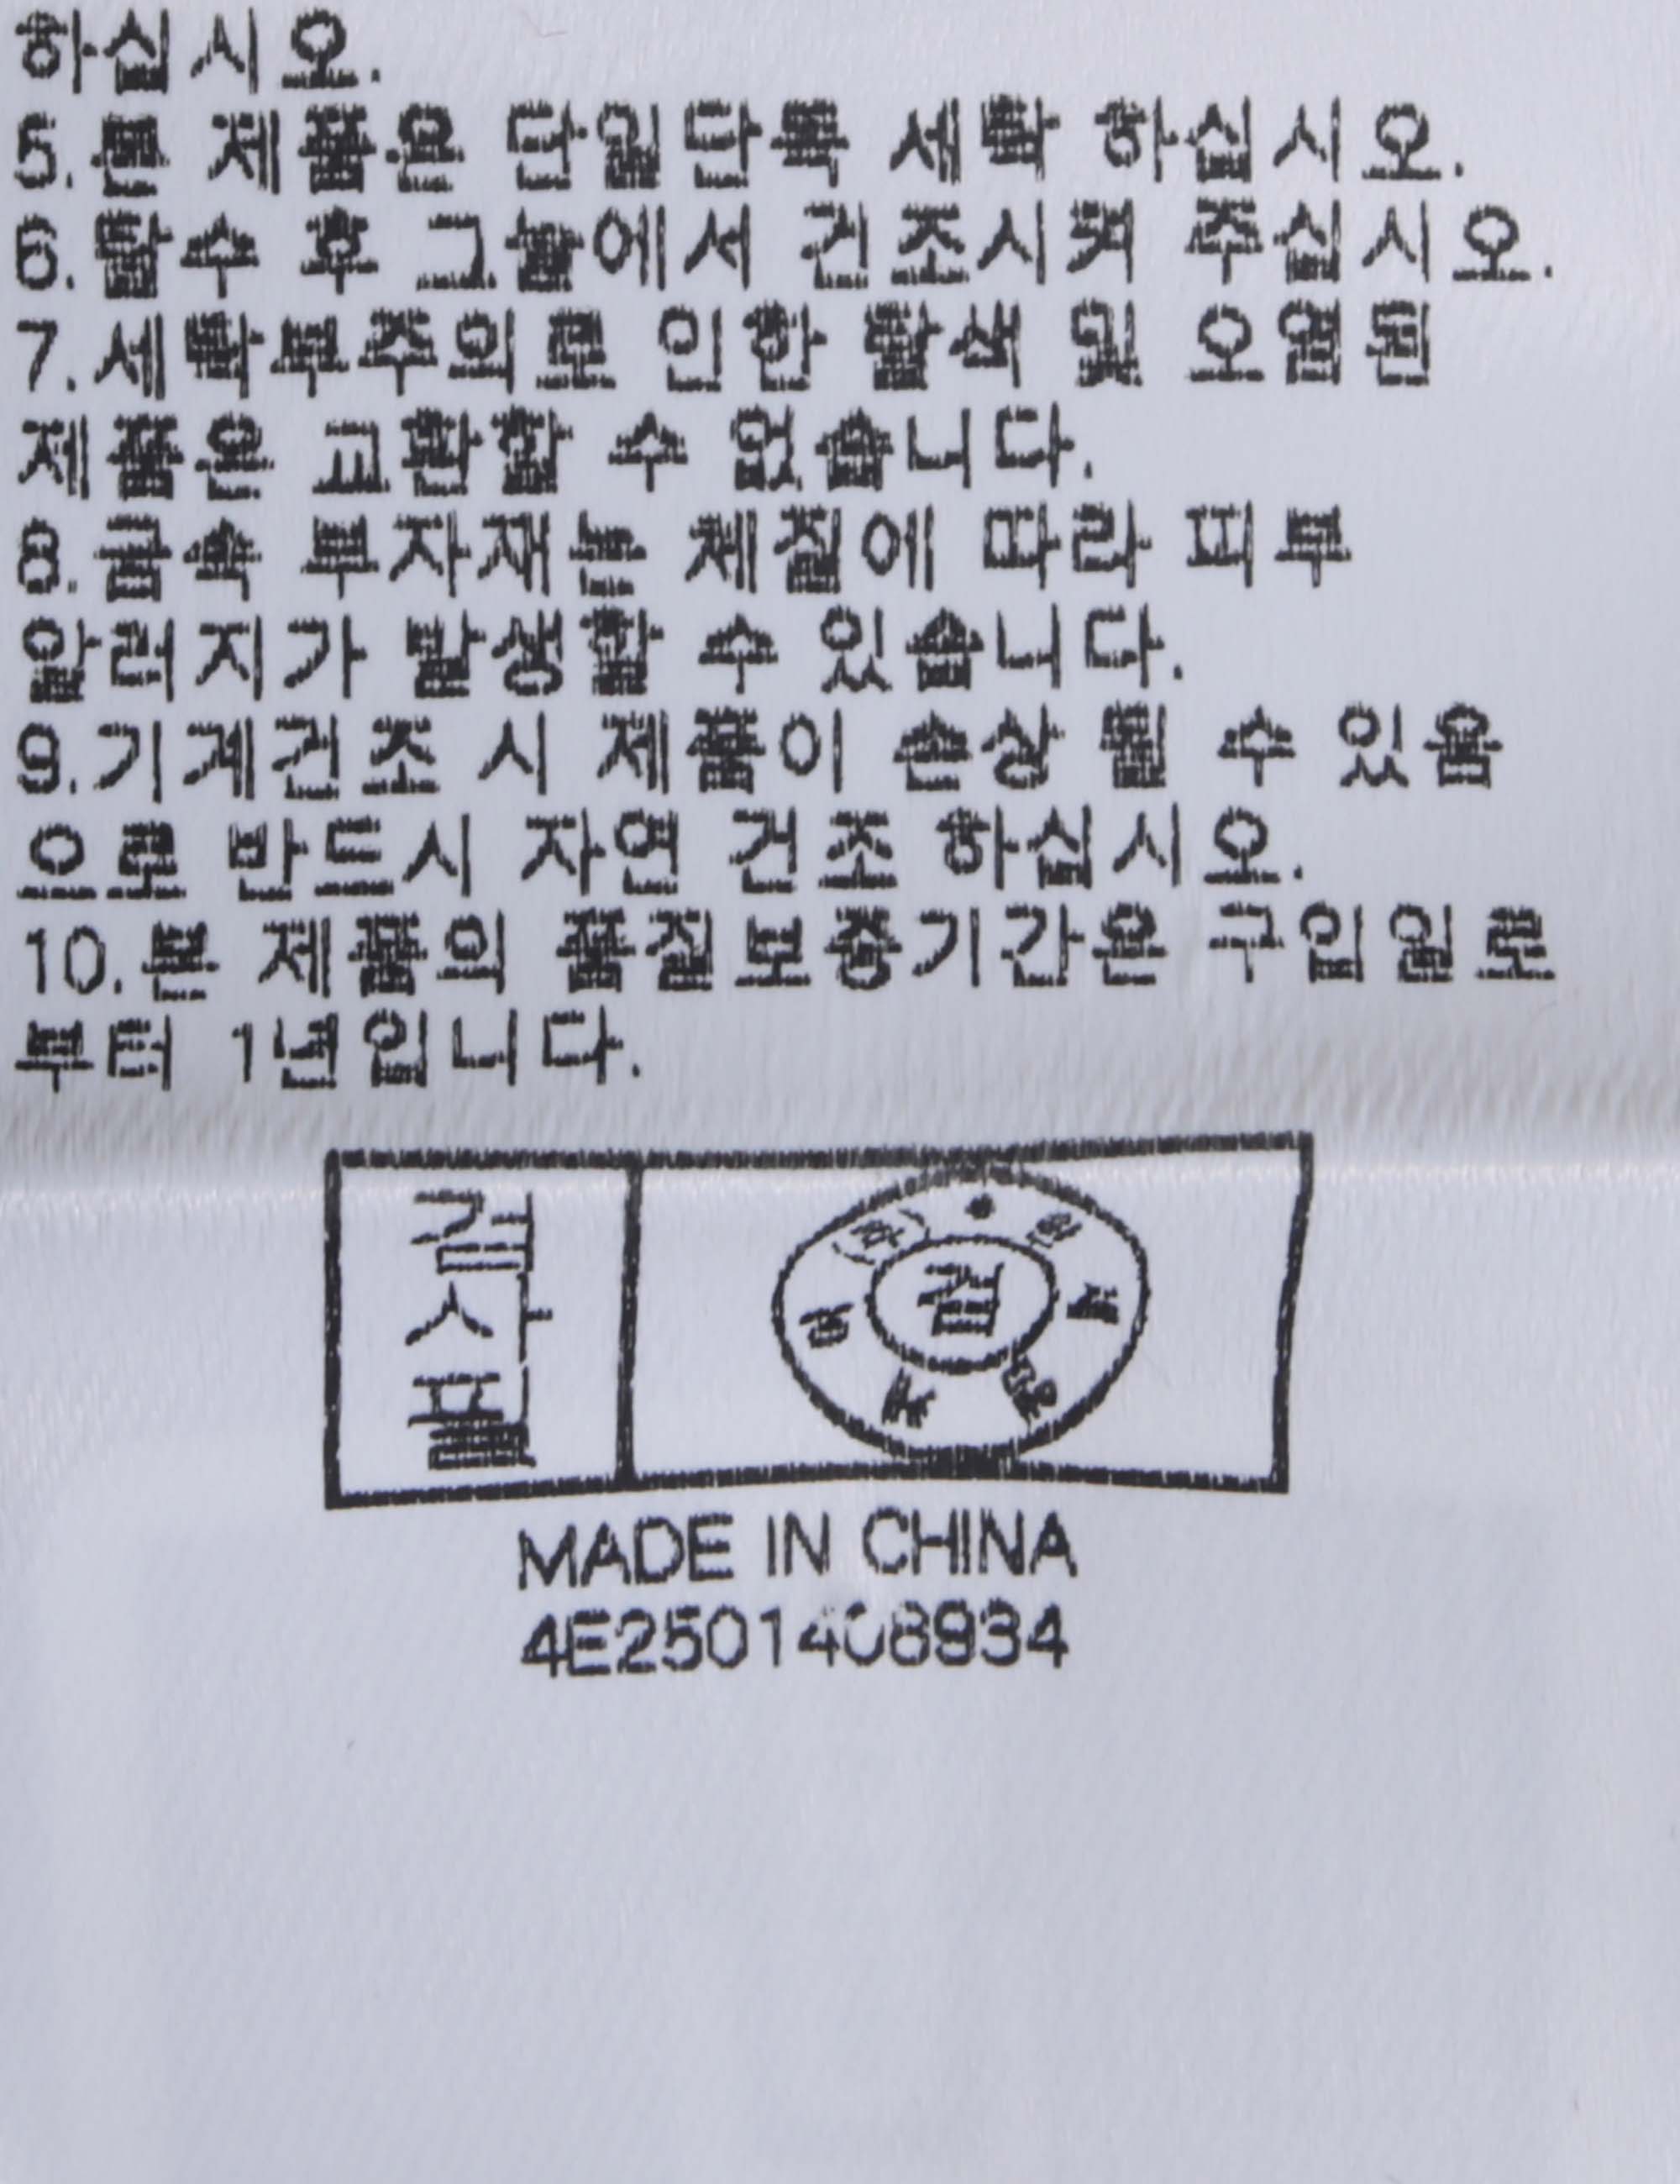 하십시오.
5.본 제품은 단일단독 세탁 하십시오.
6.탈수 후 그늘에서 건조시켜 주십시오.
7.세탁부주의로 인한 탈색 및 오염된
제품은 교환할 수 없습니다.
8.금속 부자재는 체질에 따라 피부
알러지가 발생할 수 있습니다.
9.기계건조 시 제품이 손상 될 수 있음
으로 반드시 자연 건조 하십시오.
10.본 제품의 품질보증기간은 구입일로
부터 1년입니다.
검사필
검
MADE IN CHINA
4E2501408934